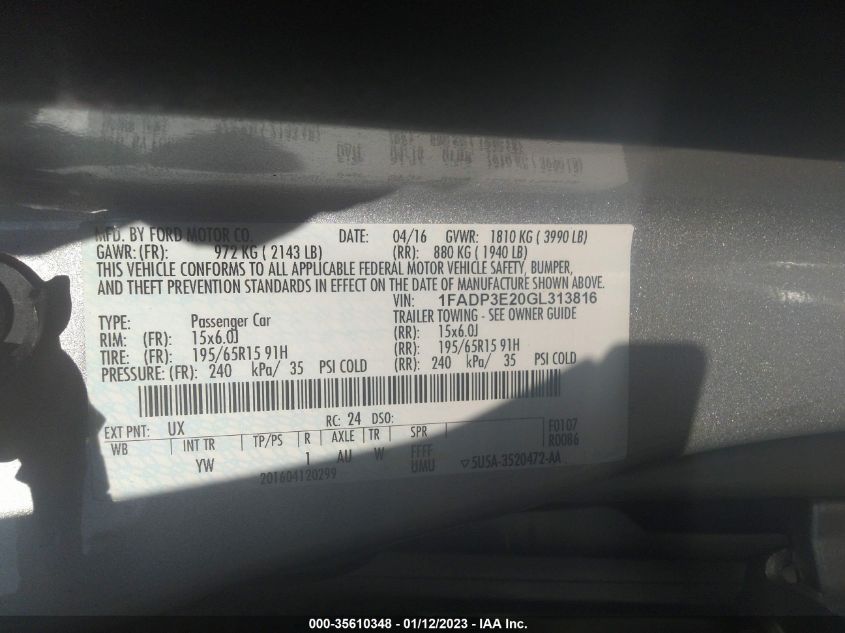 MFD. BY FORD MOTOR CO. DATE: 04/16 GVWR: 1810 KG ( 3990 LB)
GAWR: (FR): 972 KG ( 2143 LB) (RR): 880 KG ( 1940 LB)
THIS VEHICLE CONFORMS TO ALL APPLICABLE FEDERAL MOTOR VEHICLE SAFETY, BUMPER,
AND THEFT PREVENTION STANDARDS IN EFFECT ON THE DATE OF MANUFACTURE SHOWN ABOVE.
VIN: 1FADP3E20GL313816
TYPE: Passenger Car TRAILER TOWING - SEE OWNER GUIDE
RIM: (FR): 15x6.0J (RR): 15x6.0J
TIRE: (FR): 195/65R15 91H (RR): 195/65R15 91H
PRESSURE: (FR): 240 kPa/ 35 PSI COLD (RR): 240 kPa/ 35 PSI COLD
EXT PNT: UX RC: 24 DSO: F0107
WB INT TR TP/PS R AXLE TR SPR R0086
YW 1 AU W FFFF
UMU ▽5U5A-3520472-AA
201604120299
000-35610348 - 01/12/2023 - IAA Inc.